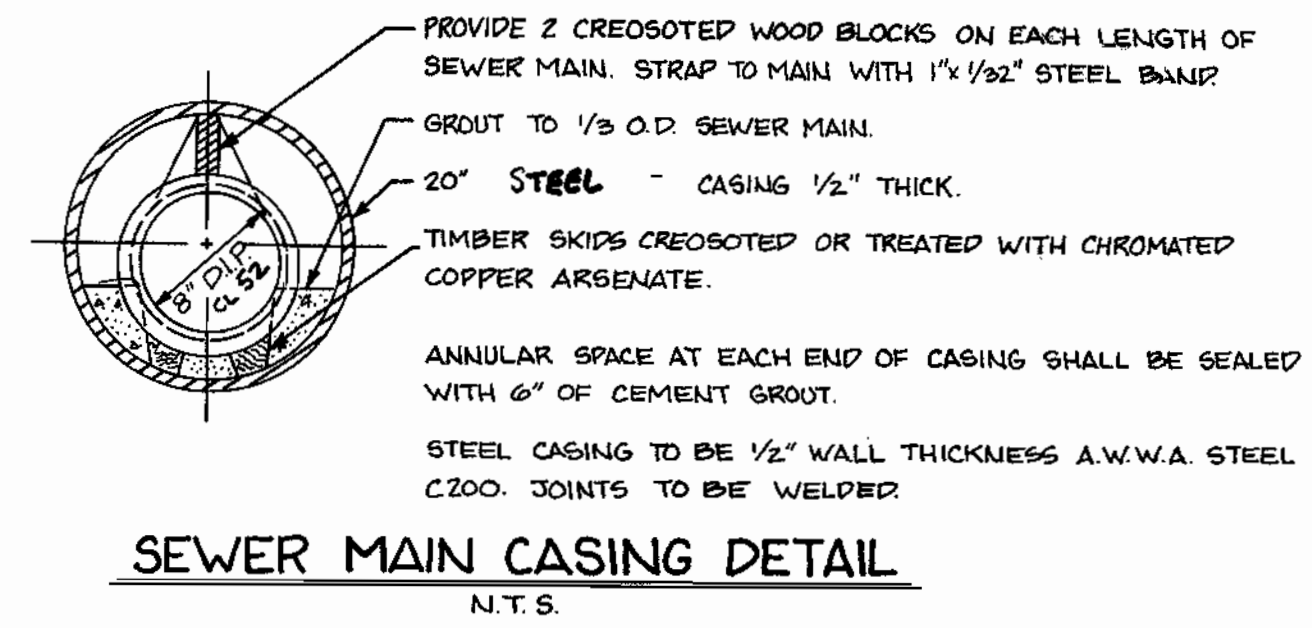 PROVIDE 2 CREOSOTED WOOD BLOCKS ON EACH LENGTH OF
SEWER MAIN. STRAP TO MAIN WITH 1"x 1/32" STEEL BAND.
GROUT TO 1/3 O.D. SEWER MAIN.
20" STEEL - CASING 1/2" THICK.
TIMBER SKIDS CREOSOTED OR TREATED WITH CHROMATED
COPPER ARSENATE.
8" D.I.P.
CL 52
ANNULAR SPACE AT EACH END OF CASING SHALL BE SEALED
WITH 6" OF CEMENT GROUT.
STEEL CASING TO BE 1/2" WALL THICKNESS A.W.W.A. STEEL
C200. JOINTS TO BE WELDED.
SEWER MAIN CASING DETAIL
N.T.S.